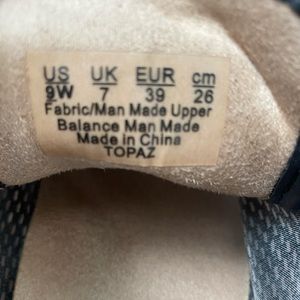 US UK EUR cm
9W 7 39 26
Fabric/Man Made Upper
Balance Man Made
Made in China
TOPAZ